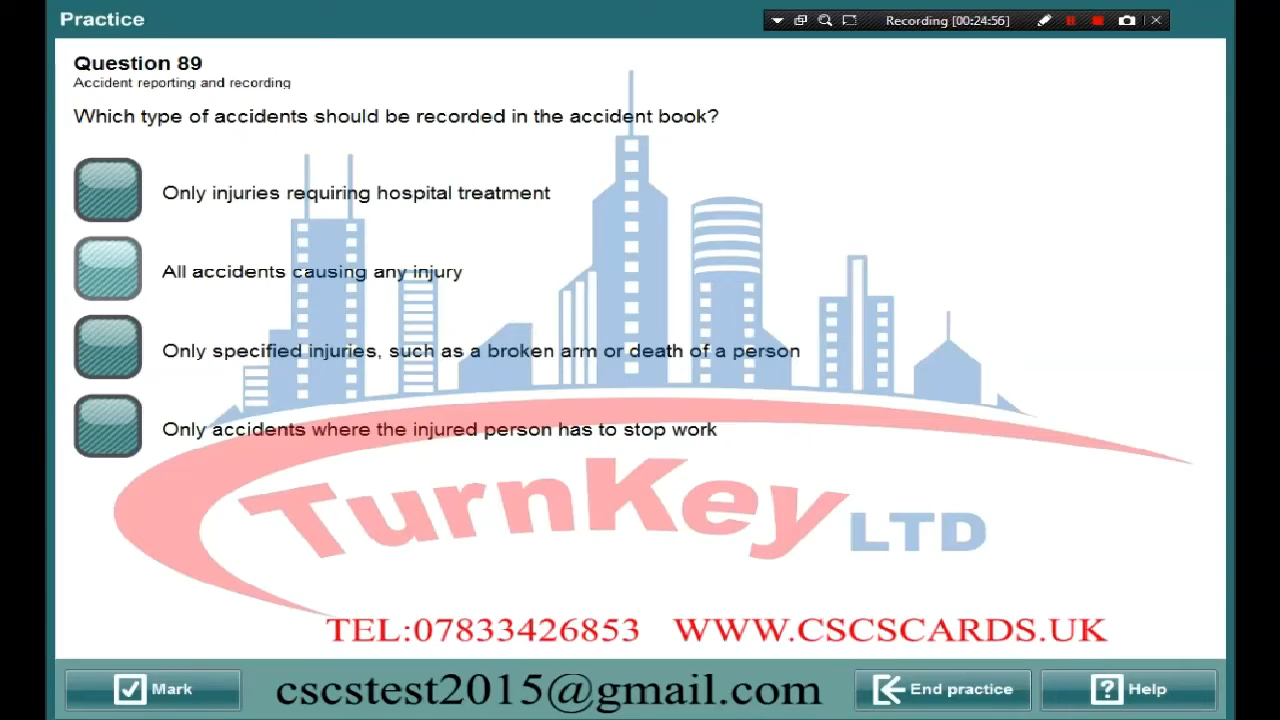 Practice
Recording [00:24:56]
Question 89
Accident reporting and recording
Which type of accidents should be recorded in the accident book?
Only injuries requiring hospital treatment
All accidents causing any injury
Only specified injuries, such as a broken arm or death of a person
Only accidents where the injured person has to stop work
TurnKey LTD
TEL:07833426853 WWW.CSCSCARDS.UK
Mark
cscstest2015@gmail.com
End practice
Help